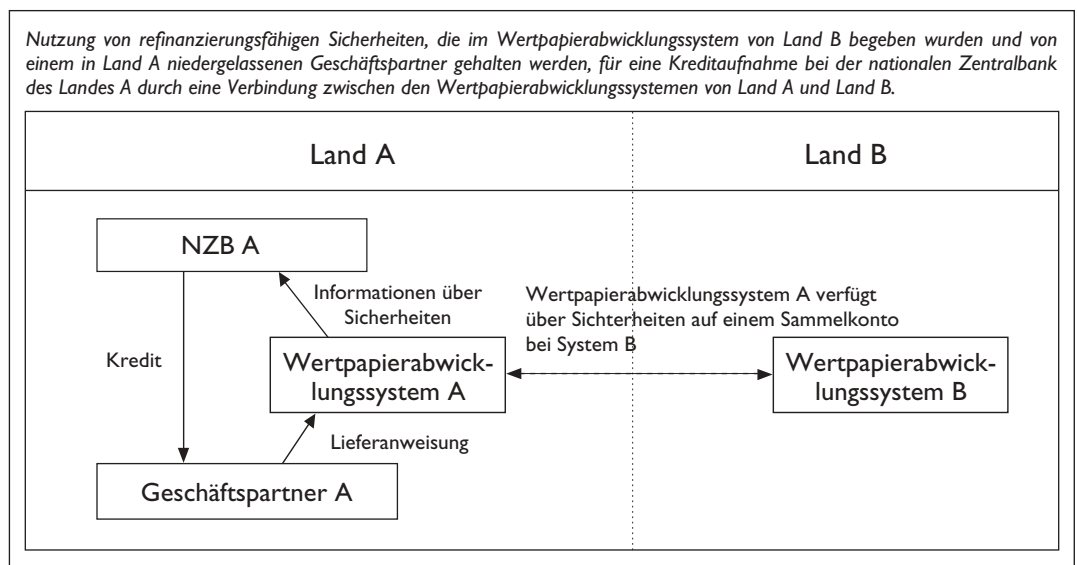 Nutzung von refinanzierungsfähigen Sicherheiten, die im Wertpapierabwicklungssystem von Land B begeben wurden und von
einem in Land A niedergelassenen Geschäftspartner gehalten werden, für eine Kreditaufnahme bei der nationalen Zentralbank
des Landes A durch eine Verbindung zwischen den Wertpapierabwicklungssystemen von Land A und Land B.
Land A
Land B
NZB A
Informationen über
Sicherheiten
Wertpapierabwicklungssystem A verfügt
über Sichterheiten auf einem Sammelkonto
bei System B
Kredit
Wertpapierabwick-
lungssystem A
Wertpapierabwick-
lungssystem B
Lieferanweisung
Geschäftspartner A